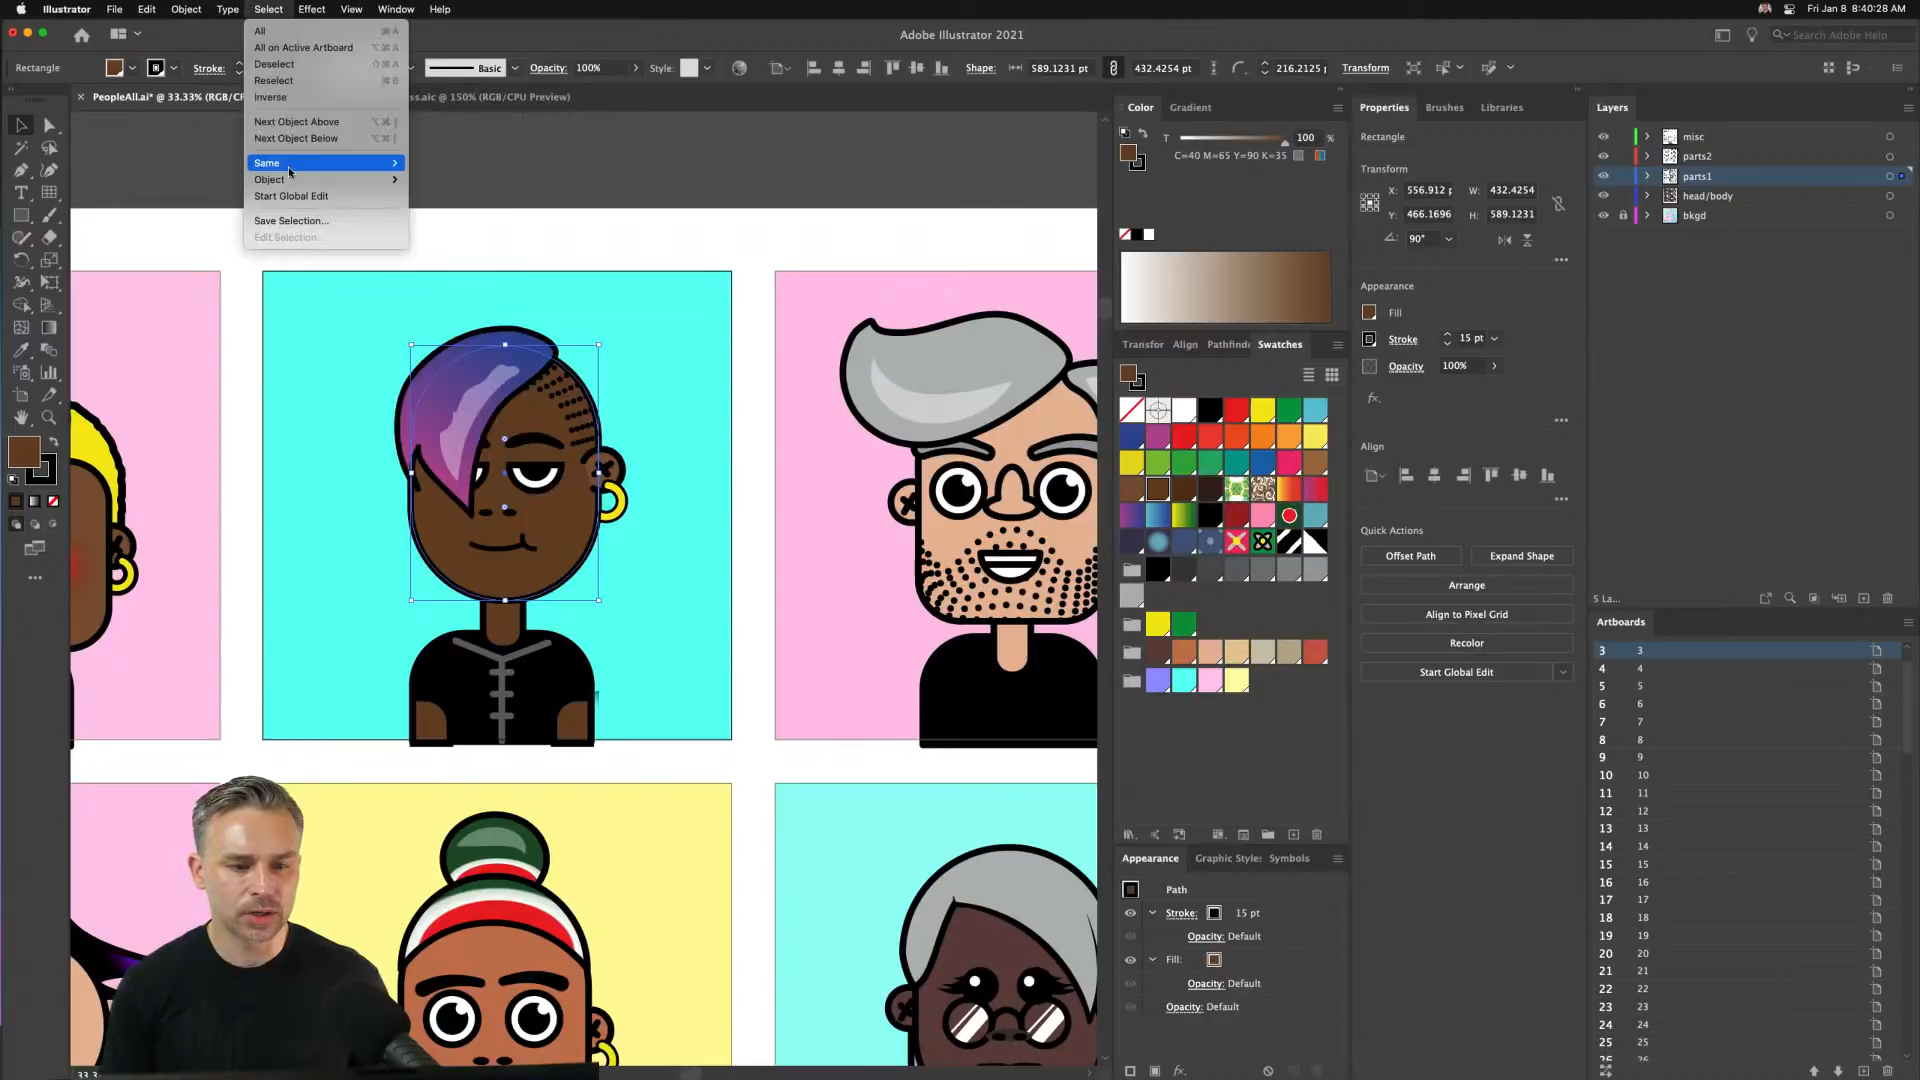 Illustrator File Edit Object Type Select Effect View Window Help
Fri Jan 8 8:40:28 AM
Adobe Illustrator 2021
Search Adobe Help
Rectangle
Stroke:
Basic
Opacity: 100%
Style:
Shape: 589.1231 pt
432.4254 pt
216.2125
Transform
PeopleAll.ai* @ 33.33%
ss.aic @ 150% (RGB/CPU Preview)
All ⌘A
All on Active Artboard ⌥⌘A
Deselect ⇧⌘A
Reselect ⌘6
Inverse
Next Object Above ⌥⌘]
Next Object Below ⌥⌘[
Same
Object
Start Global Edit
Save Selection...
Edit Selection...
Color Gradient
T 100 %
C=40 M=65 Y=90 K=35
Transfor Align Pathfinde Swatches
Appearance Graphic Styles Symbols
Path
Stroke: 15 pt
Opacity: Default
Fill:
Opacity: Default
Opacity: Default
fx.
Properties Brushes Libraries
Rectangle
Transform
X: 556.912 W: 432.4254
Y: 466.1696 H: 589.1231
90°
Appearance
Fill
Stroke 15 pt
Opacity 100%
fx.
Align
Quick Actions
Offset Path Expand Shape
Arrange
Align to Pixel Grid
Recolor
Start Global Edit
Layers
misc
parts2
parts1
head/body
bkgd
5 La...
Artboards
3 3
4 4
5 5
6 6
7 7
8 8
9 9
10 10
11 11
12 12
13 13
14 14
15 15
16 16
17 17
18 18
19 19
20 20
21 21
22 22
23 23
24 24
25 25
26 26